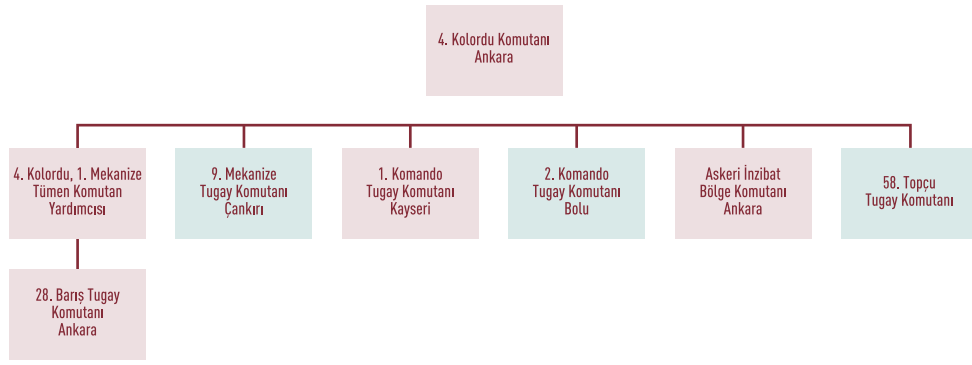 4. Kolordu Komutanı
Ankara
4. Kolordu, 1. Mekanize
Tümen Komutan
Yardımcısı
9. Mekanize
Tugay Komutanı
Çankırı
1. Komando
Tugay Komutanı
Kayseri
2. Komando
Tugay Komutanı
Bolu
Askeri İnzibat
Bölge Komutanı
Ankara
58. Topçu
Tugay Komutanı
28. Barış Tugay
Komutanı
Ankara